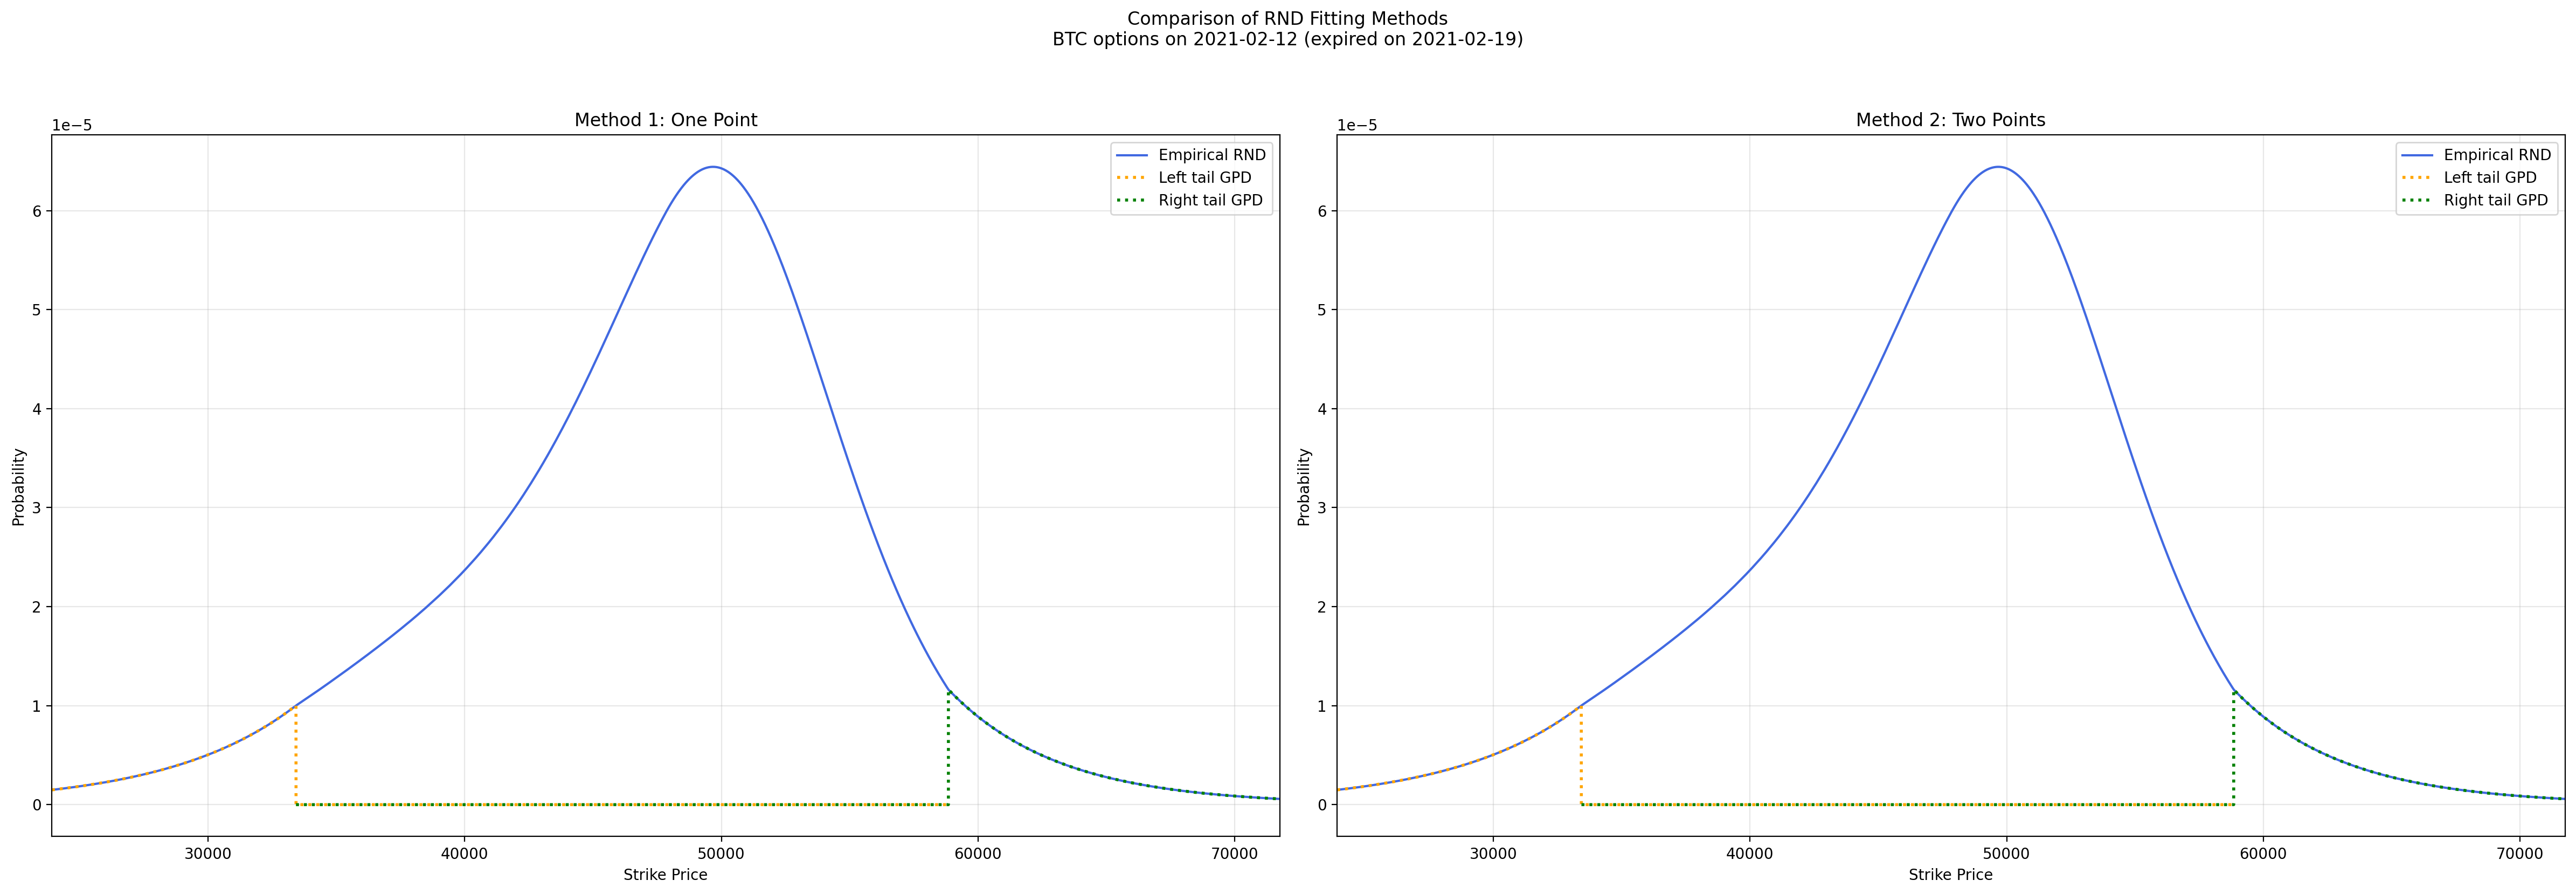 Comparison of RND Fitting Methods
BTC options on 2021-02-12 (expired on 2021-02-19)
Method 1: One Point
1e−5
Empirical RND
Left tail GPD
Right tail GPD
6
5
4
3
2
1
0
Probability
30000 40000 50000 60000 70000
Strike Price
Method 2: Two Points
1e−5
Empirical RND
Left tail GPD
Right tail GPD
6
5
4
3
2
1
0
Probability
30000 40000 50000 60000 70000
Strike Price